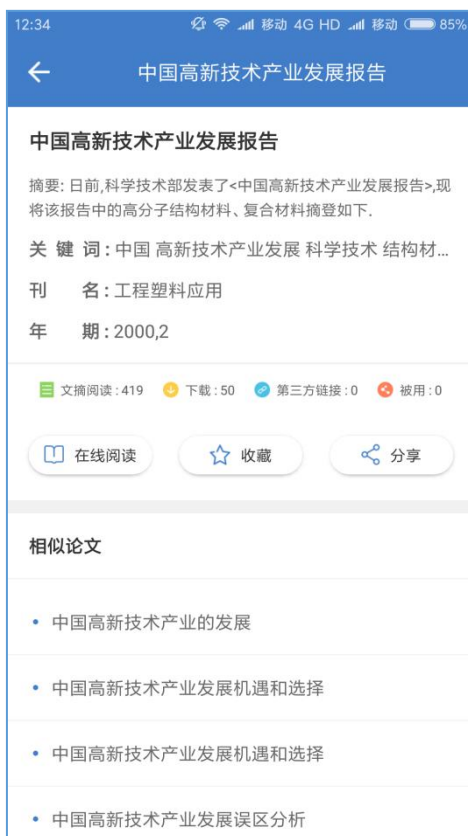 12:34 移动 4G HD 移动 85%
中国高新技术产业发展报告
中国高新技术产业发展报告
摘要: 日前,科学技术部发表了<中国高新技术产业发展报告>,现
将该报告中的高分子结构材料、复合材料摘登如下.
关 键 词：中国 高新技术产业发展 科学技术 结构材...
刊 名：工程塑料应用
年 期：2000,2
文摘阅读：419 下载：50 第三方链接：0 被用：0
在线阅读 收藏 分享
相似论文
• 中国高新技术产业的发展
• 中国高新技术产业发展机遇和选择
• 中国高新技术产业发展机遇和选择
• 中国高新技术产业发展误区分析